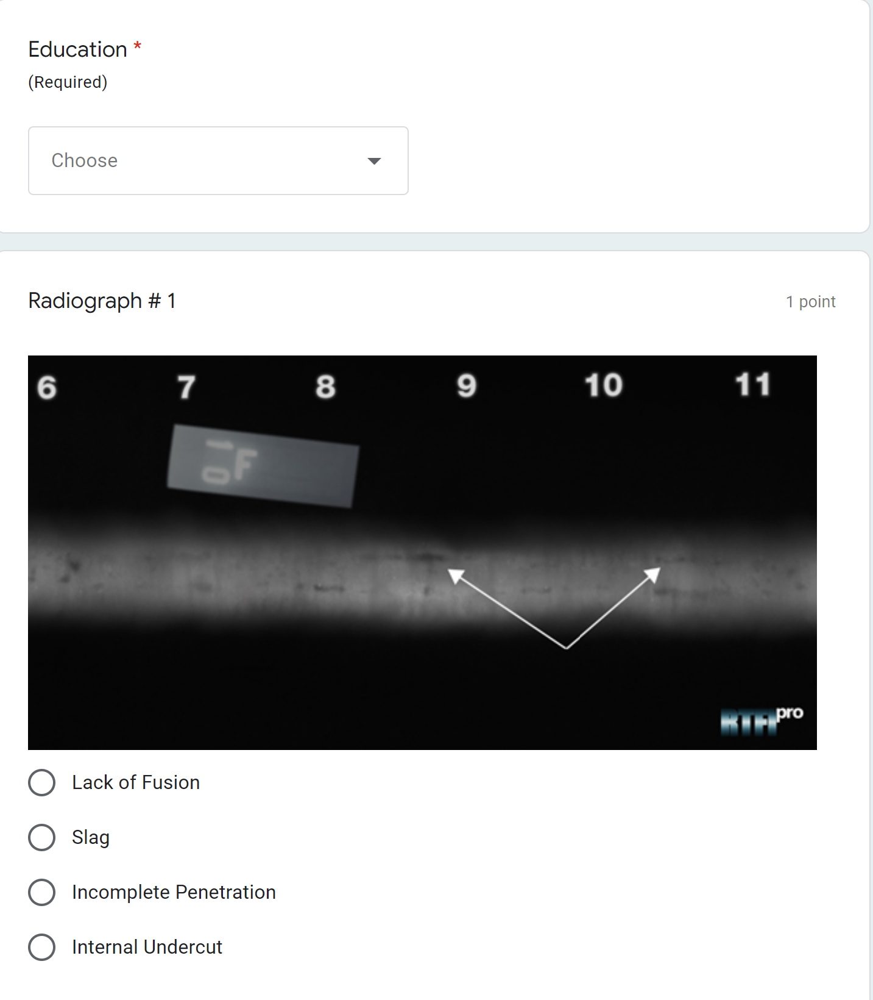 Education *
(Required)
Choose
Radiograph # 1
1 point
6 7 8 9 10 11
F
RTFI pro
Lack of Fusion
Slag
Incomplete Penetration
Internal Undercut